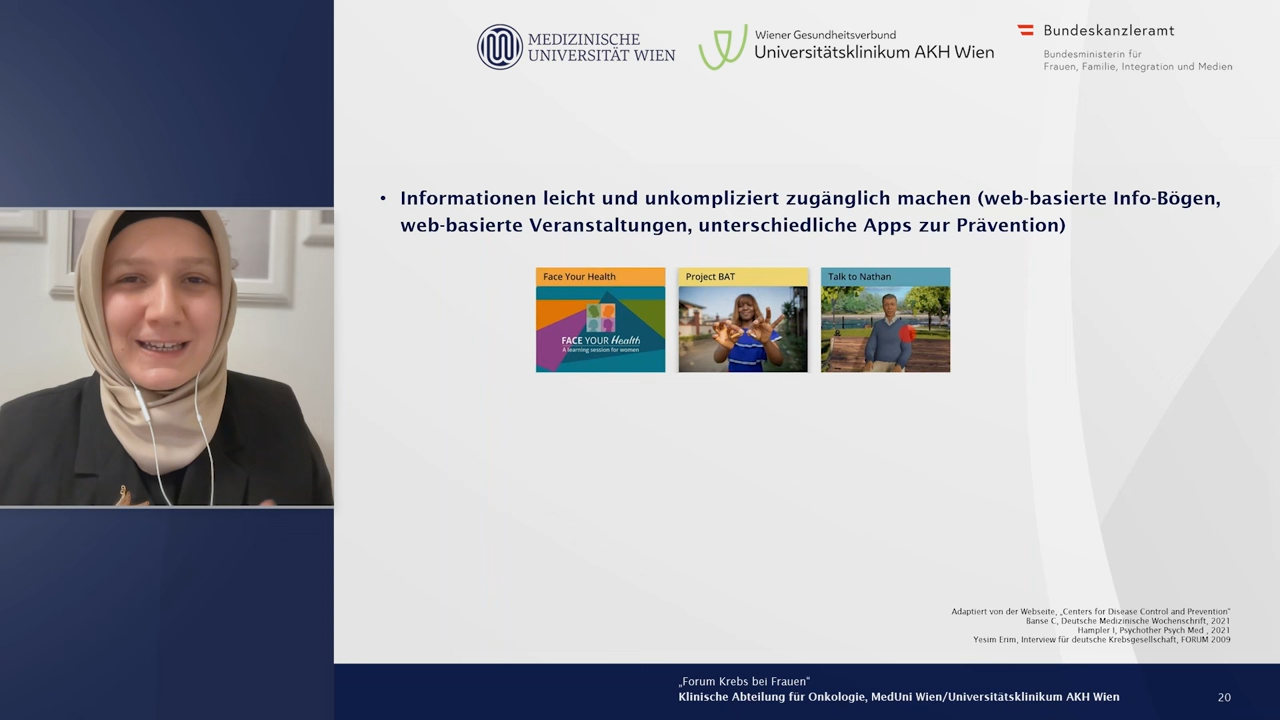 MEDIZINISCHE
UNIVERSITÄT WIEN
Wiener Gesundheitsverbund
Universitätsklinikum AKH Wien
Bundeskanzleramt
Bundesministerin für
Frauen, Familie, Integration und Medien
• Informationen leicht und unkompliziert zugänglich machen (web-basierte Info-Bögen,
web-basierte Veranstaltungen, unterschiedliche Apps zur Prävention)
Face Your Health
FACE YOUR Health
A learning session for women
Project BAT
Talk to Nathan
Adaptiert von der Webseite, „Centers for Disease Control and Prevention"
Banse C, Deutsche Medizinische Wochenschrift, 2021
Hampler I, Psychother Psych Med , 2021
Yesim Erim, Interview für deutsche Krebsgesellschaft, FORUM 2009
„Forum Krebs bei Frauen"
Klinische Abteilung für Onkologie, MedUni Wien/Universitätsklinikum AKH Wien
20